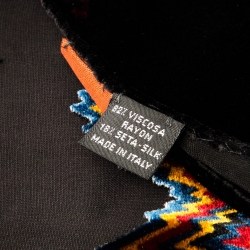 82% VISCOSA
RAYON
18% SETA-SILK
MADE IN ITALY